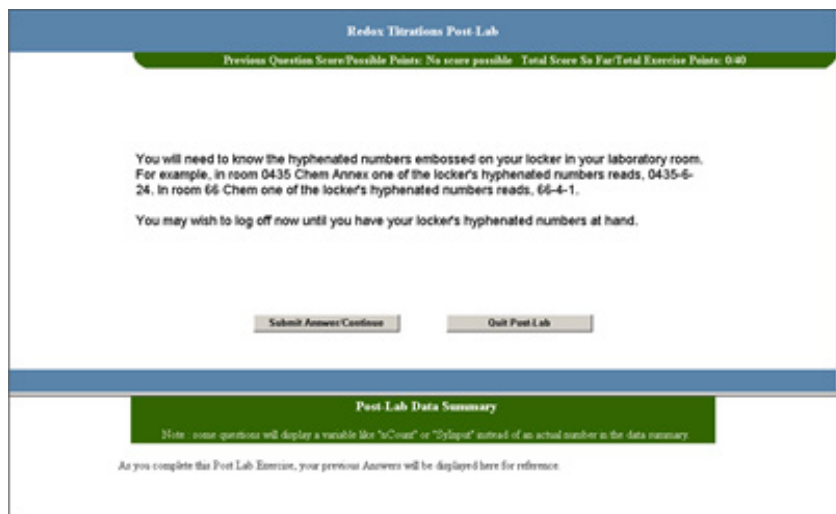 Redox Titrations Post-Lab
Previous Question Score/Possible Points: No score possible Total Score So Far/Total Exercise Points: 0/40
You will need to know the hyphenated numbers embossed on your locker in your laboratory room.
For example, in room 0435 Chem Annex one of the locker's hyphenated numbers reads, 0435-6-
24. In room 66 Chem one of the locker's hyphenated numbers reads, 66-4-1.
You may wish to log off now until you have your locker's hyphenated numbers at hand.
Submit Answer/Continue
Quit Post-Lab
Post-Lab Data Summary
Note : some questions will display a variable like "nCount" or "SyInput" instead of an actual number in the data summary.
As you complete this Post Lab Exercise, your previous Answers will be displayed here for reference.